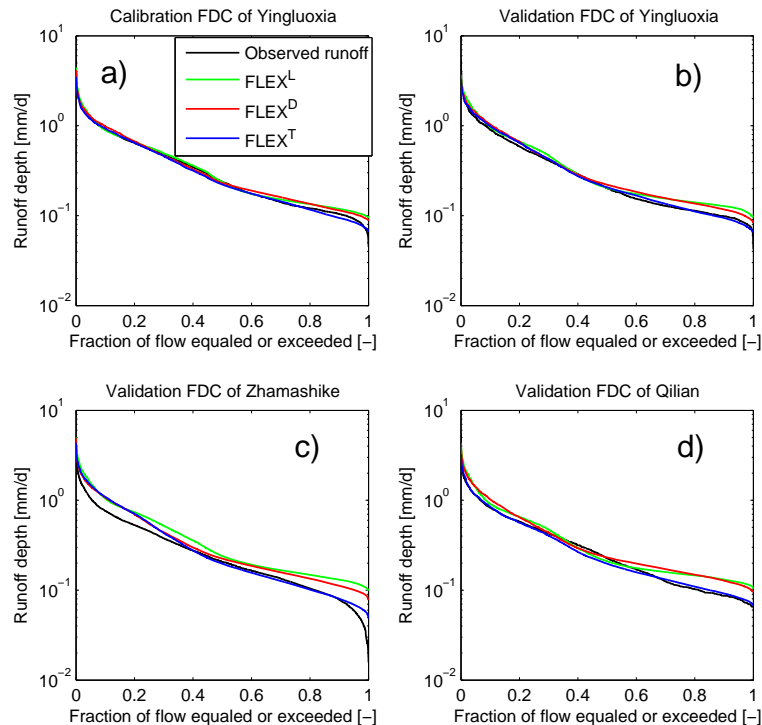 Calibration FDC of Yingluoxia
Runoff depth [mm/d]
10^1
10^0
10^−1
10^−2
0 0.2 0.4 0.6 0.8 1
Fraction of flow equaled or exceeded [−]
a)
Observed runoff
FLEX^L
FLEX^D
FLEX^T
Validation FDC of Yingluoxia
Runoff depth [mm/d]
10^1
10^0
10^−1
10^−2
0 0.2 0.4 0.6 0.8 1
Fraction of flow equaled or exceeded [−]
b)
Validation FDC of Zhamashike
Runoff depth [mm/d]
10^1
10^0
10^−1
10^−2
0 0.2 0.4 0.6 0.8 1
Fraction of flow equaled or exceeded [−]
c)
Validation FDC of Qilian
Runoff depth [mm/d]
10^1
10^0
10^−1
10^−2
0 0.2 0.4 0.6 0.8 1
Fraction of flow equaled or exceeded [−]
d)